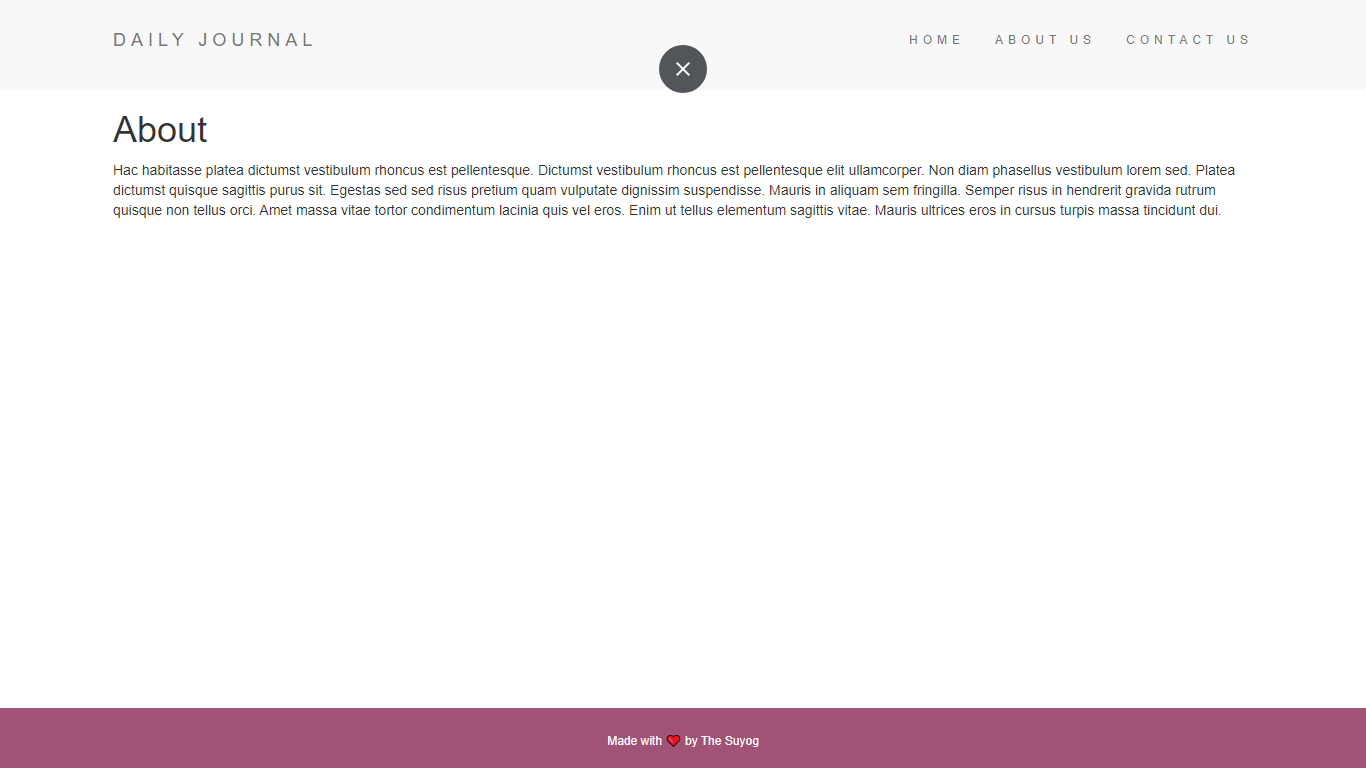 DAILY JOURNAL
HOME ABOUT US CONTACT US
About
Hac habitasse platea dictumst vestibulum rhoncus est pellentesque. Dictumst vestibulum rhoncus est pellentesque elit ullamcorper. Non diam phasellus vestibulum lorem sed. Platea
dictumst quisque sagittis purus sit. Egestas sed sed risus pretium quam vulputate dignissim suspendisse. Mauris in aliquam sem fringilla. Semper risus in hendrerit gravida rutrum
quisque non tellus orci. Amet massa vitae tortor condimentum lacinia quis vel eros. Enim ut tellus elementum sagittis vitae. Mauris ultrices eros in cursus turpis massa tincidunt dui.
Made with ❤ by The Suyog